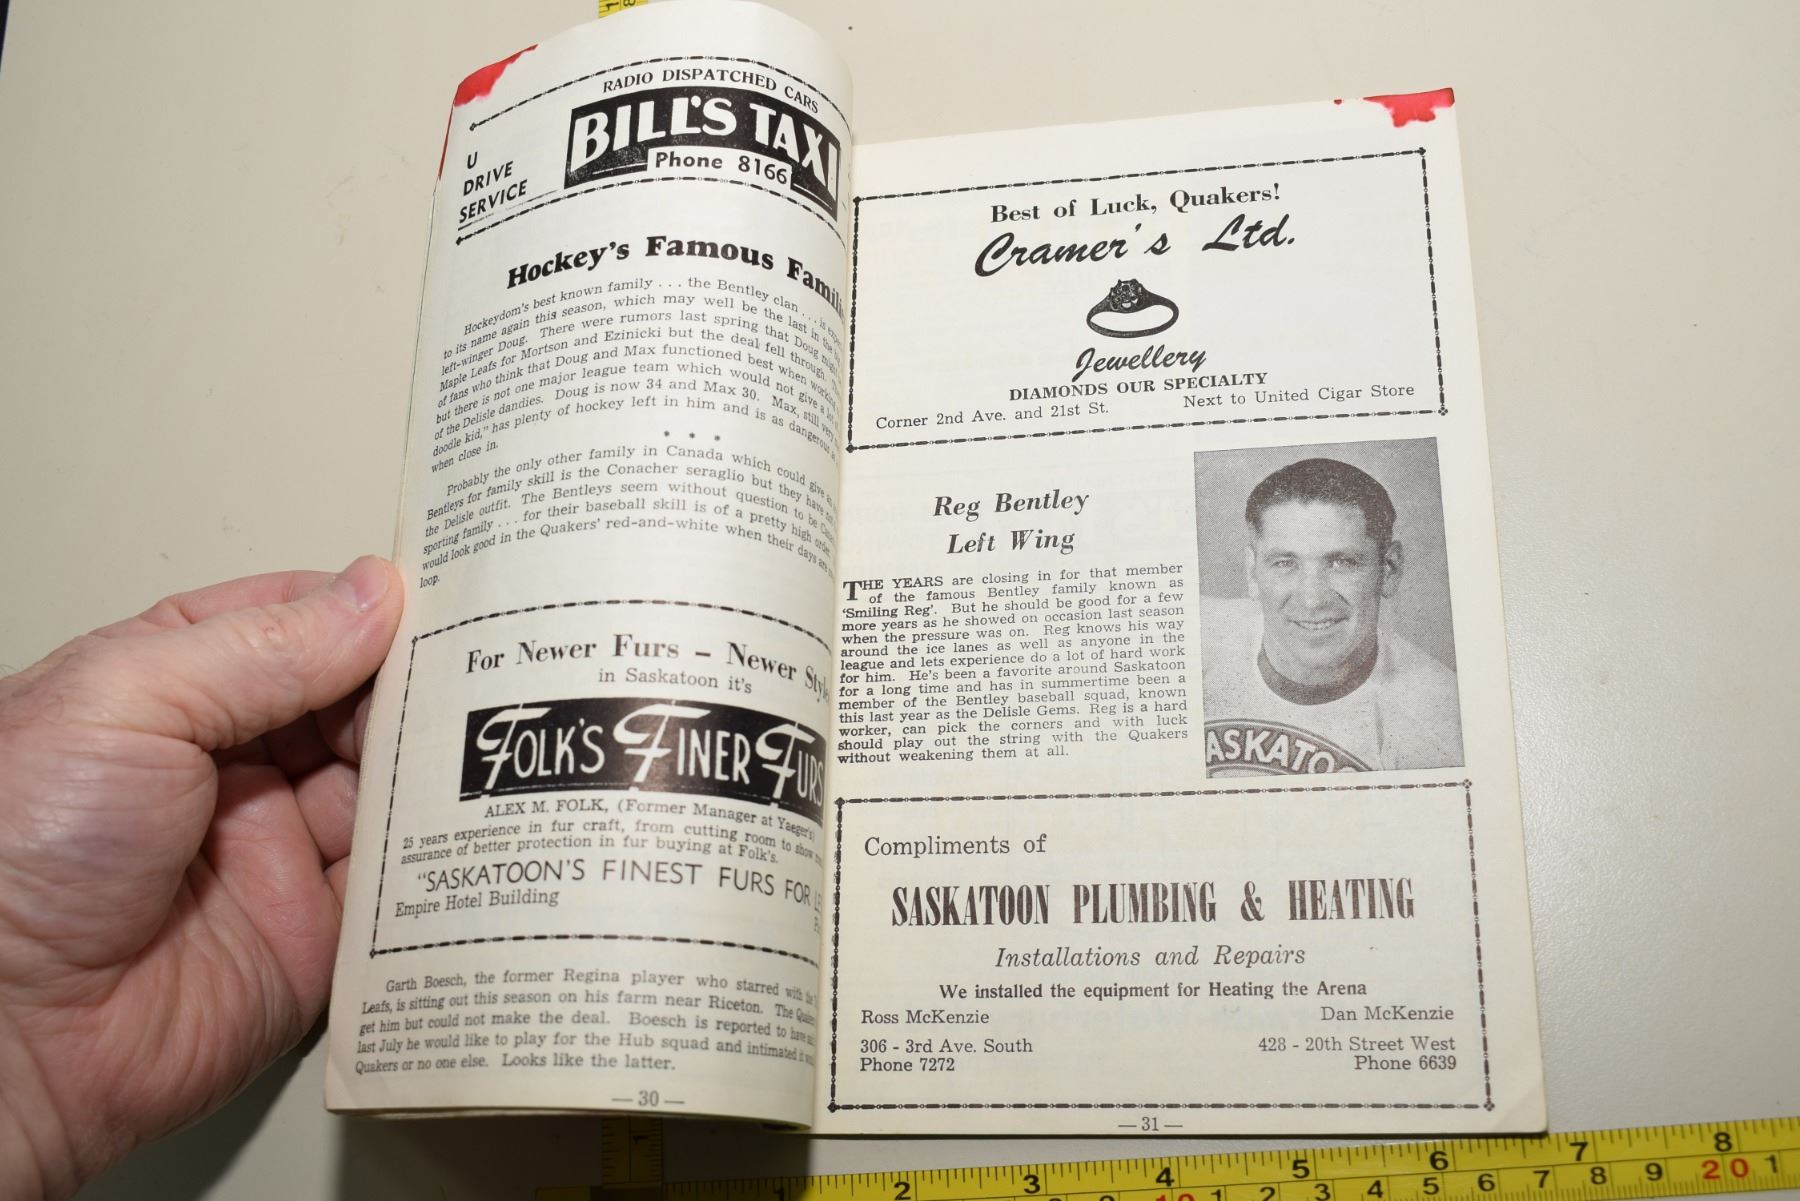 RADIO DISPATCHED CARS
BILL'S TAXI
Phone 8166
U
DRIVE
SERVICE
Hockey's Famous
Hockeydom's best known family . . . the Bentley clan . . . is
to its name again this season, which may well be the last in the
left-winger Doug. There were rumors last spring that Doug
Maple Leafs for Mortson and Ezinicki but the deal fell through.
of fans who think that Doug and Max functioned best when
but there is not one major league team which would not give a
of the Delisle dandies. Doug is now 34 and Max 30. Max, still
doodle kid," has plenty of hockey left in him and is as dangerous
when close in.
* * *
Probably the only other family in Canada which could give
Bentleys for family skill is the Conacher seraglio but they have
the Delisle outfit. The Bentleys seem without question to be
sporting family . . . for their baseball skill is of a pretty high order.
would look good in the Quakers' red-and-white when their days are
loop.
For Newer Furs – Newer
in Saskatoon it's
FOLK'S FINER FURS
ALEX M. FOLK, (Former Manager at Yaeger's)
25 years experience in fur craft, from cutting room to
assurance of better protection in fur buying at Folk's.
"SASKATOON'S FINEST FURS FOR
Empire Hotel Building
Garth Boesch, the former Regina player who starred with
Leafs, is sitting out this season on his farm near Riceton. The
get him but could not make the deal. Boesch is reported to
last July he would like to play for the Hub squad and intimated
Quakers or no one else. Looks like the latter.
— 30 —
Best of Luck, Quakers!
Cramer's Ltd.
Jewellery
DIAMONDS OUR SPECIALTY
Corner 2nd Ave. and 21st St. Next to United Cigar Store
Reg Bentley
Left Wing
THE YEARS are closing in for that member
of the famous Bentley family known as
'Smiling Reg'. But he should be good for a few
more years as he showed on occasion last season
when the pressure was on. Reg knows his way
around the ice lanes as well as anyone in the
league and lets experience do a lot of hard work
for him. He's been a favorite around Saskatoon
for a long time and has in summertime been a
member of the Bentley baseball squad, known
this last year as the Delisle Gems. Reg is a hard
worker, can pick the corners and with luck
should play out the string with the Quakers
without weakening them at all.
ASKATO
Compliments of
SASKATOON PLUMBING & HEATING
Installations and Repairs
We installed the equipment for Heating the Arena
Ross McKenzie Dan McKenzie
306 - 3rd Ave. South 428 - 20th Street West
Phone 7272 Phone 6639
— 31 —
2 3 4 5 6 7 8
1 2 3 4 5 6 7 8 9 20 1